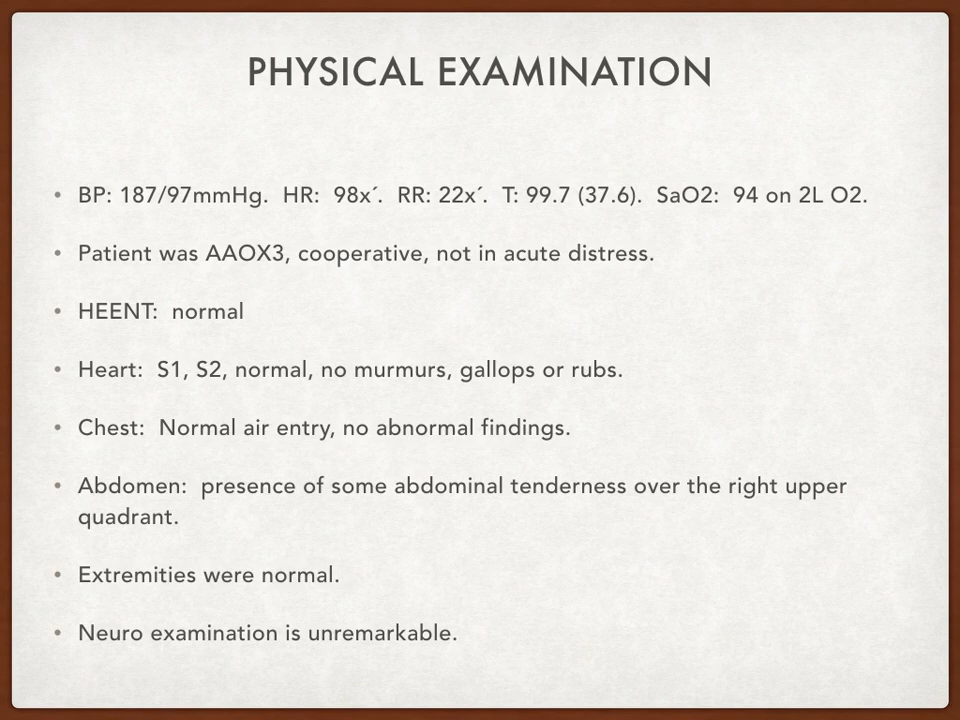 PHYSICAL EXAMINATION
• BP: 187/97mmHg.  HR:  98x´.  RR: 22x´.  T: 99.7 (37.6).  SaO2:  94 on 2L O2.
• Patient was AAOX3, cooperative, not in acute distress.
• HEENT:  normal
• Heart:  S1, S2, normal, no murmurs, gallops or rubs.
• Chest:  Normal air entry, no abnormal findings.
• Abdomen:  presence of some abdominal tenderness over the right upper
quadrant.
• Extremities were normal.
• Neuro examination is unremarkable.